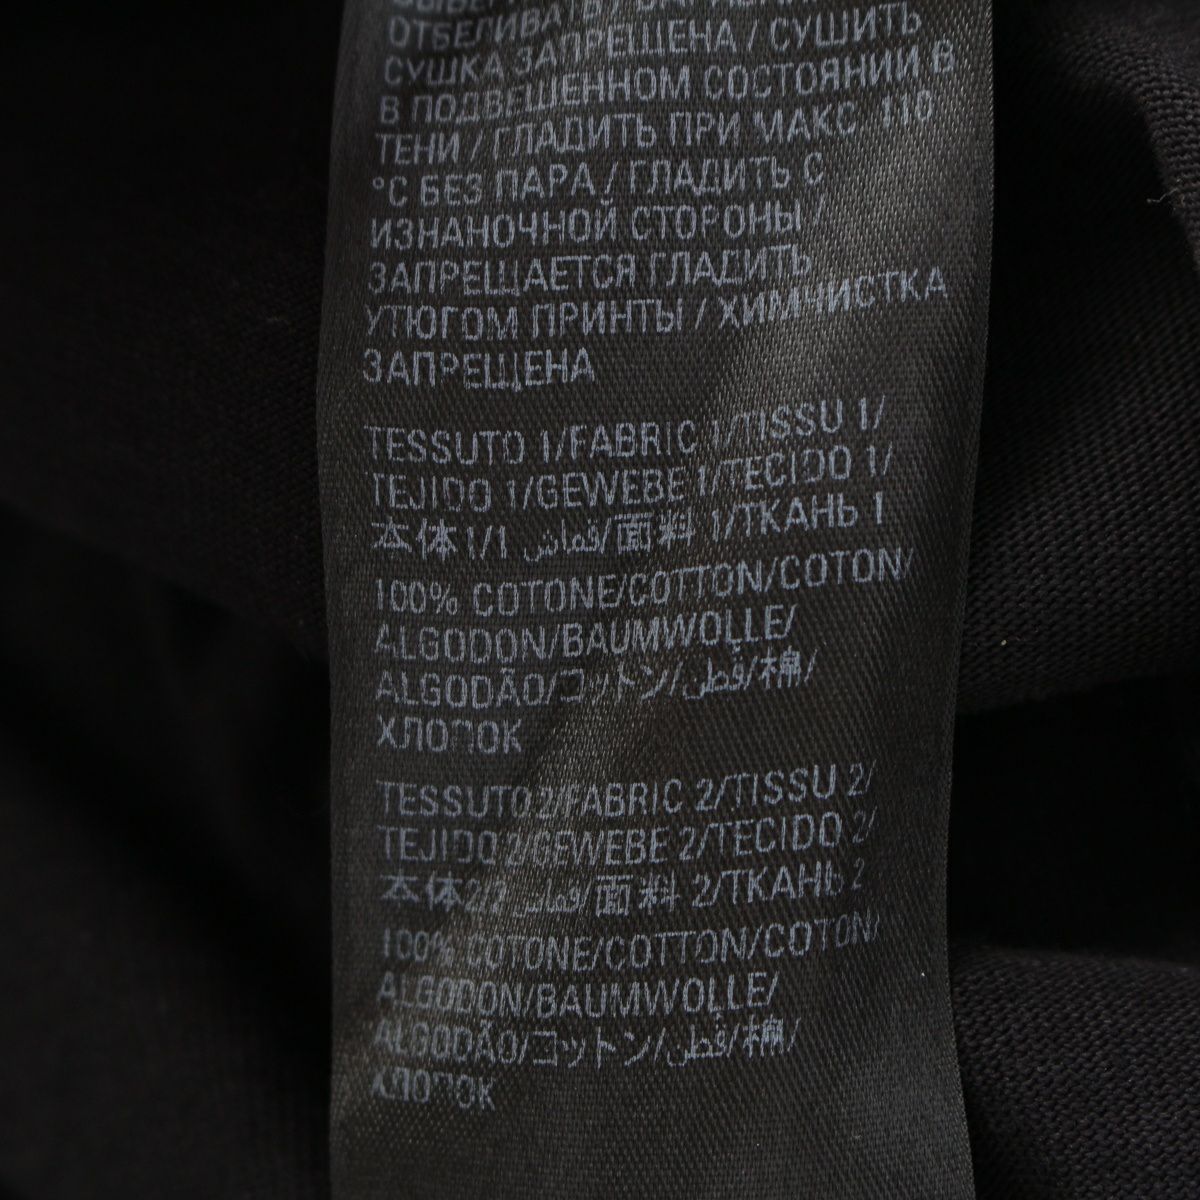 ОТБЕЛИВАТЬ/
СУШКА ЗАПРЕЩЕНА / СУШИТЬ
В ПОДВЕШЕННОМ СОСТОЯНИИ В
ТЕНИ / ГЛАДИТЬ ПРИ МАКС 110
°C БЕЗ ПАРА / ГЛАДИТЬ С
ИЗНАНОЧНОЙ СТОРОНЫ /
ЗАПРЕЩАЕТСЯ ГЛАДИТЬ
УТЮГОМ ПРИНТЫ / ХИМЧИСТКА
ЗАПРЕЩЕНА
TESSUTO 1/FABRIC 1/TISSU 1/
TEJIDO 1/GEWEBE 1/TECIDO 1/
本体1/1 قماش/面料 1/ТКАНЬ 1
100% COTONE/COTTON/COTON/
ALGODON/BAUMWOLLE/
ALGODÃO/コットン/قطن/棉/
ХЛОПОК
TESSUTO 2/FABRIC 2/TISSU 2/
TEJIDO 2/GEWEBE 2/TECIDO 2/
本体2/2 قماش/面料 2/ТКАНЬ 2
100% COTONE/COTTON/COTON/
ALGODON/BAUMWOLLE/
ALGODÃO/コットン/قطن/棉/
ХЛОПОК